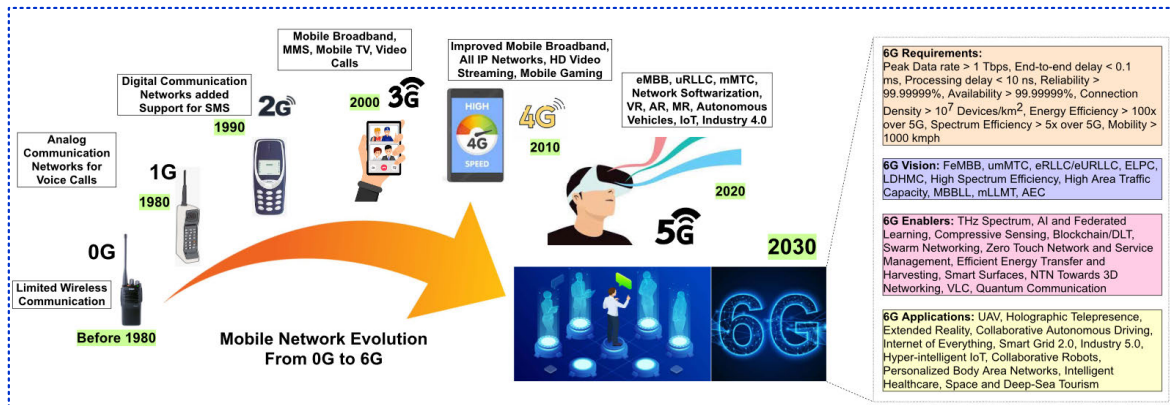 0G
Limited Wireless
Communication
Before 1980
Analog
Communication
Networks for
Voice Calls
1G
1980
Digital Communication
Networks added
Support for SMS
2G
1990
Mobile Broadband,
MMS, Mobile TV, Video
Calls
2000
3G
Improved Mobile Broadband,
All IP Networks, HD Video
Streaming, Mobile Gaming
HIGH
4G
SPEED
4G
2010
eMBB, uRLLC, mMTC,
Network Softwarization,
VR, AR, MR, Autonomous
Vehicles, IoT, Industry 4.0
2020
5G
2030
6G
Mobile Network Evolution
From 0G to 6G
6G Requirements:
Peak Data rate > 1 Tbps, End-to-end delay < 0.1
ms, Processing delay < 10 ns, Reliability >
99.99999%, Availability > 99.99999%, Connection
Density > 10⁷ Devices/km², Energy Efficiency > 100x
over 5G, Spectrum Efficiency > 5x over 5G, Mobility >
1000 kmph
6G Vision: FeMBB, umMTC, eRLLC/eURLLC, ELPC,
LDHMC, High Spectrum Efficiency, High Area Traffic
Capacity, MBBLL, mLLMT, AEC
6G Enablers: THz Spectrum, AI and Federated
Learning, Compressive Sensing, Blockchain/DLT,
Swarm Networking, Zero Touch Network and Service
Management, Efficient Energy Transfer and
Harvesting, Smart Surfaces, NTN Towards 3D
Networking, VLC, Quantum Communication
6G Applications: UAV, Holographic Telepresence,
Extended Reality, Collaborative Autonomous Driving,
Internet of Everything, Smart Grid 2.0, Industry 5.0,
Hyper-intelligent IoT, Collaborative Robots,
Personalized Body Area Networks, Intelligent
Healthcare, Space and Deep-Sea Tourism